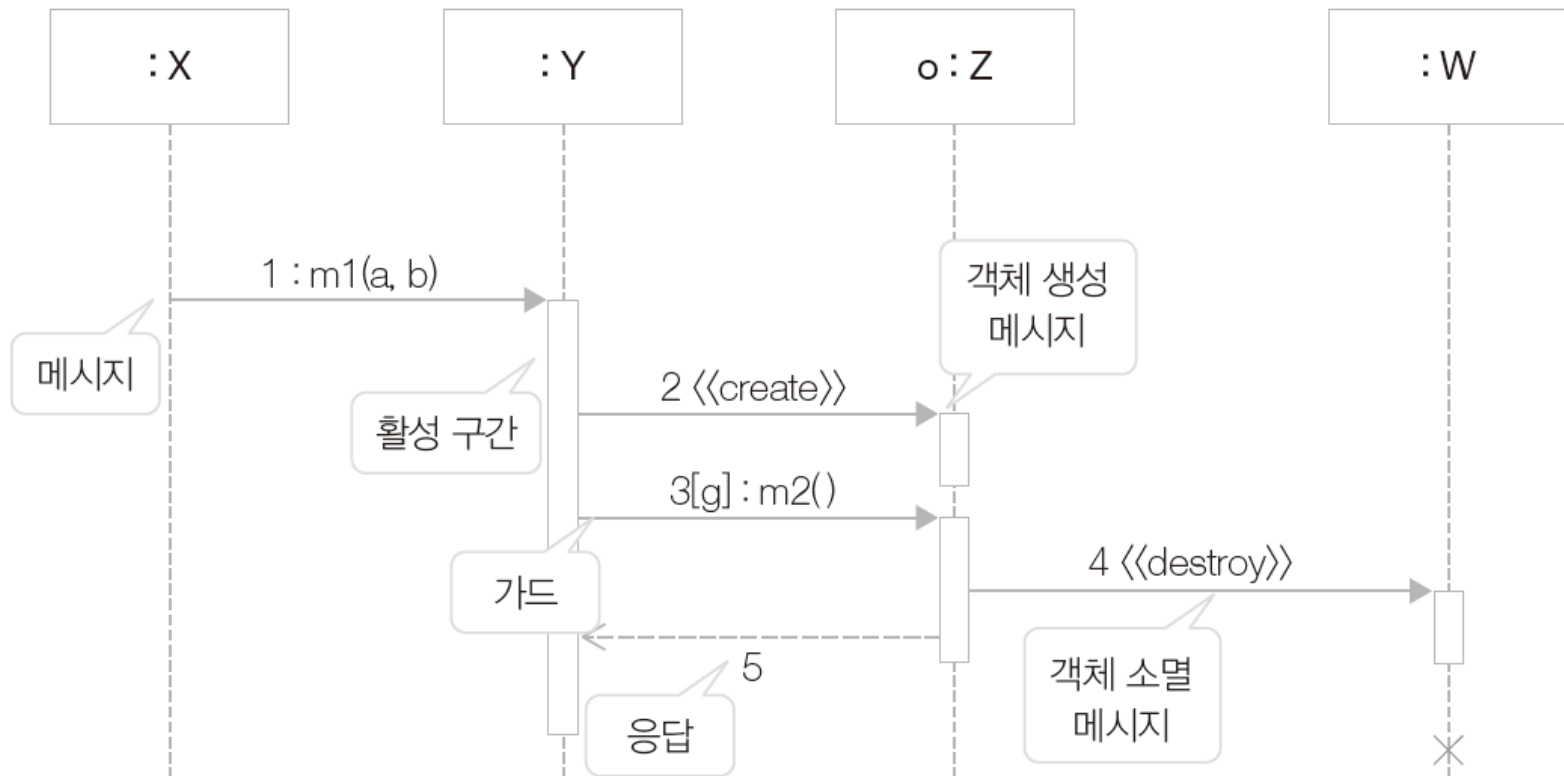 : X
: Y
o : Z
: W
1 : m1(a, b)
메시지
활성 구간
2 《create》
객체 생성
메시지
3[g] : m2( )
가드
4 《destroy》
5
응답
객체 소멸
메시지